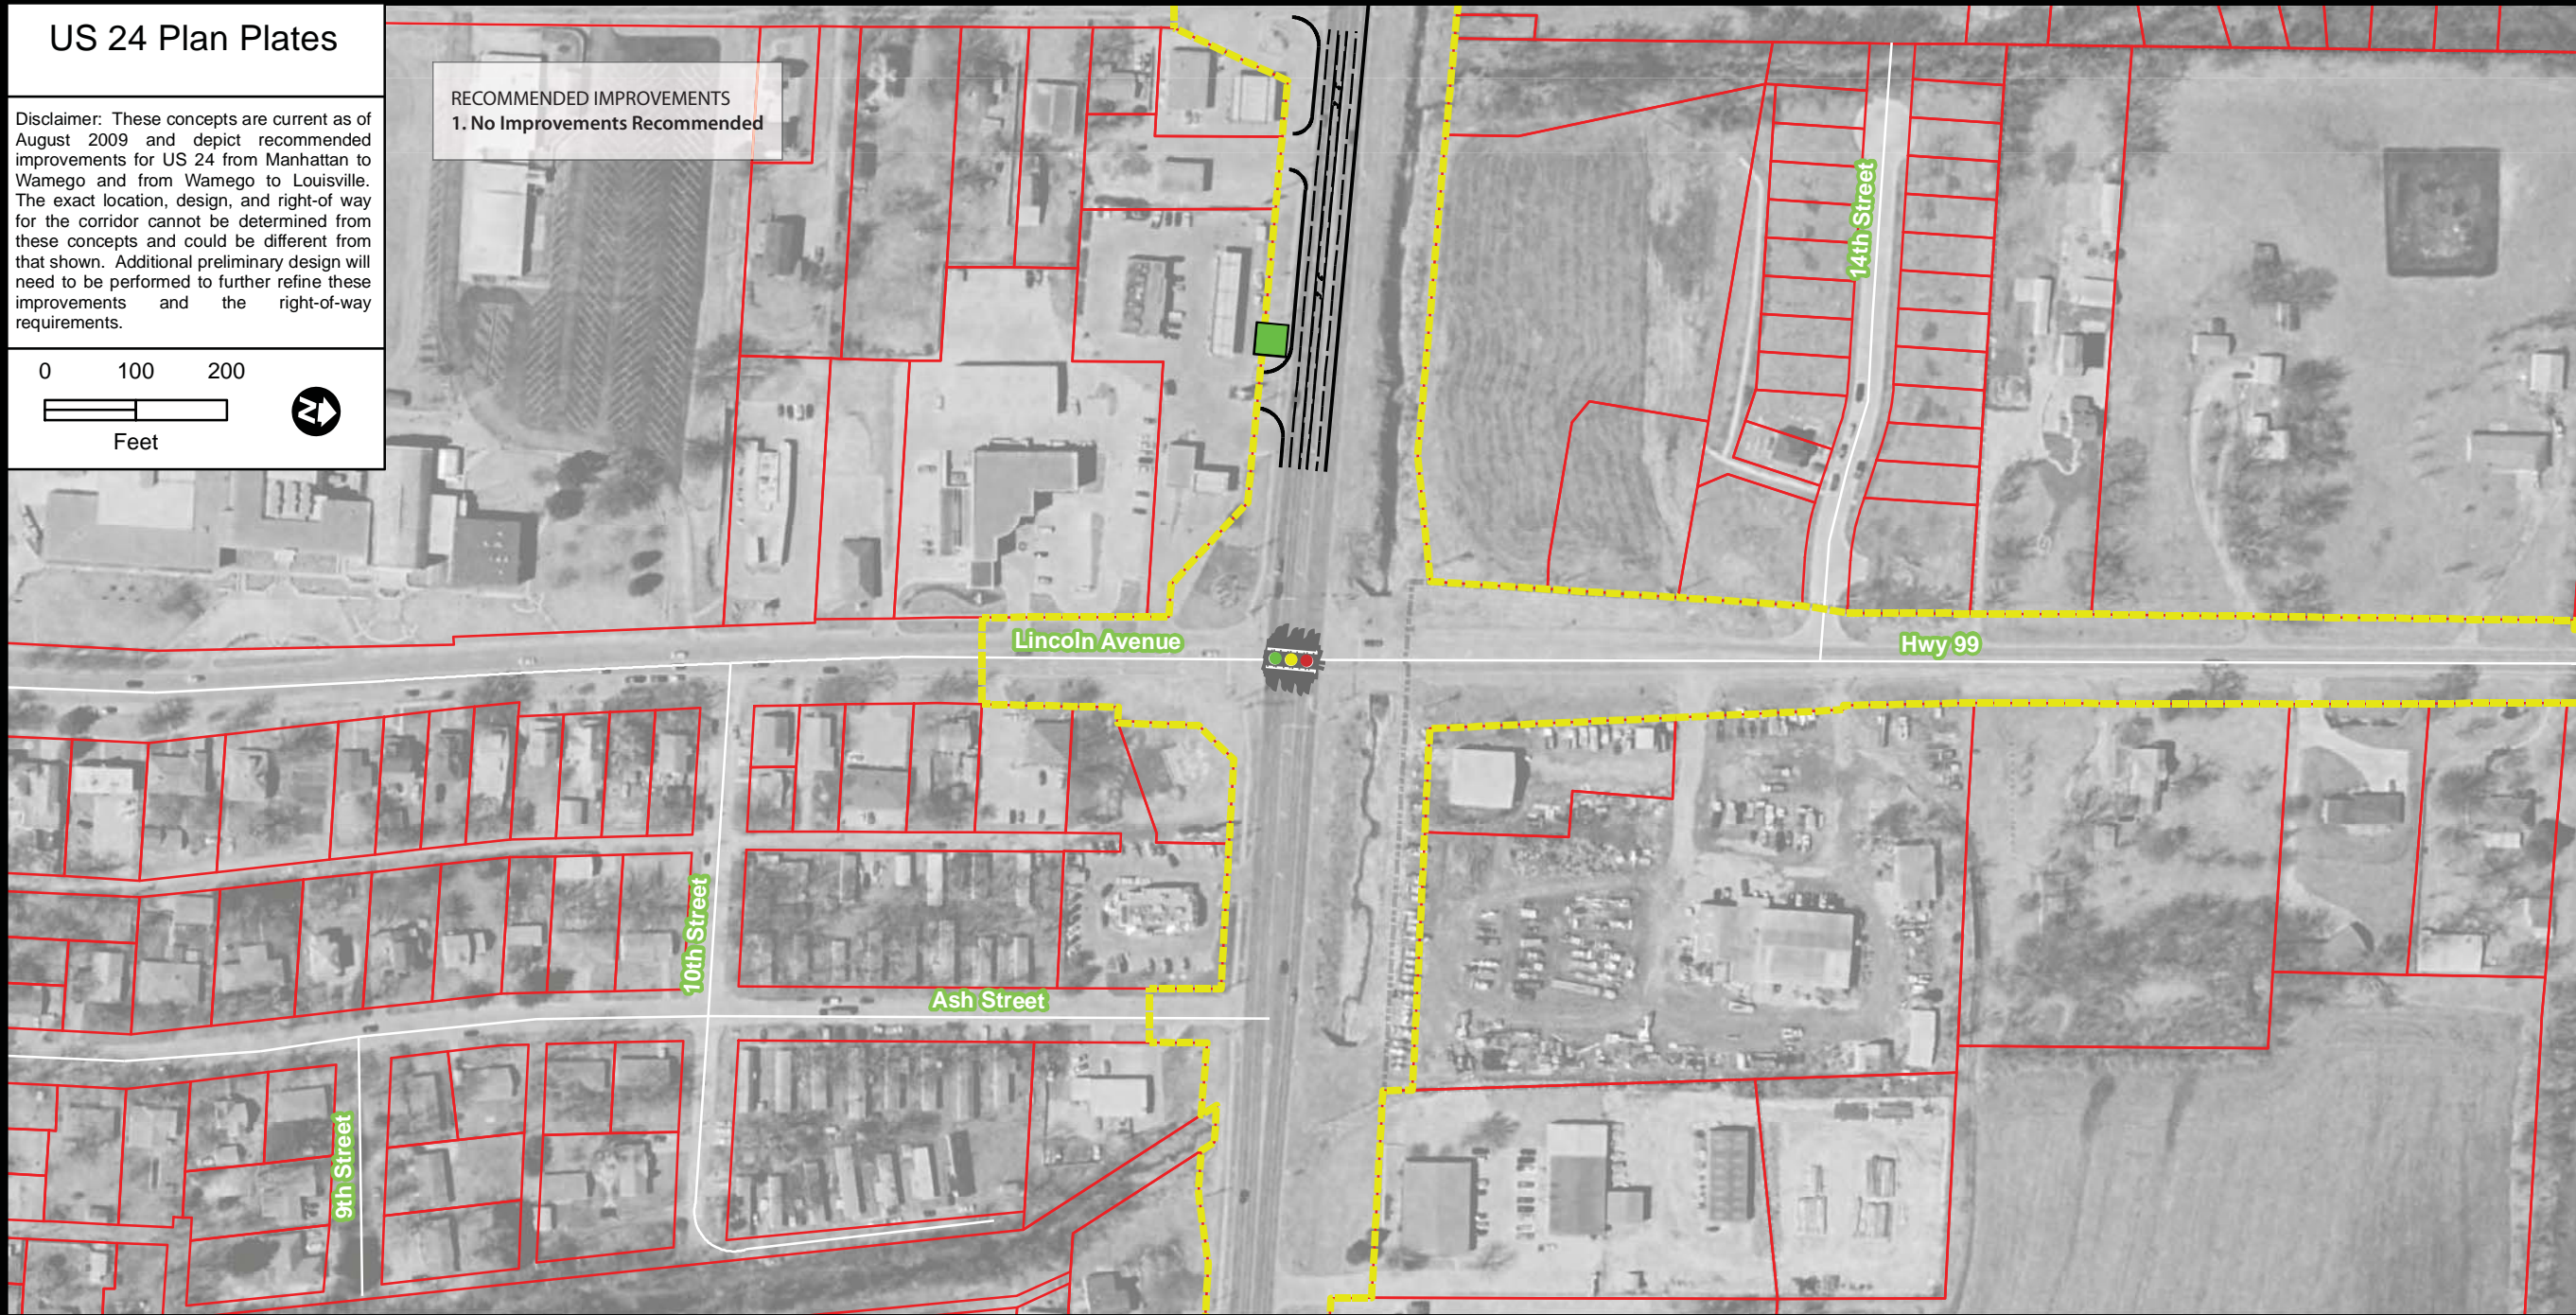 US 24 Plan Plates
Disclaimer: These concepts are current as of
August 2009 and depict recommended
improvements for US 24 from Manhattan to
Wamego and from Wamego to Louisville.
The exact location, design, and right-of way
for the corridor cannot be determined from
these concepts and could be different from
that shown. Additional preliminary design will
need to be performed to further refine these
improvements and the right-of-way
requirements.
0 100 200
Feet
N
RECOMMENDED IMPROVEMENTS
1. No Improvements Recommended
14th Street
Lincoln Avenue
Hwy 99
10th Street
Ash Street
9th Street